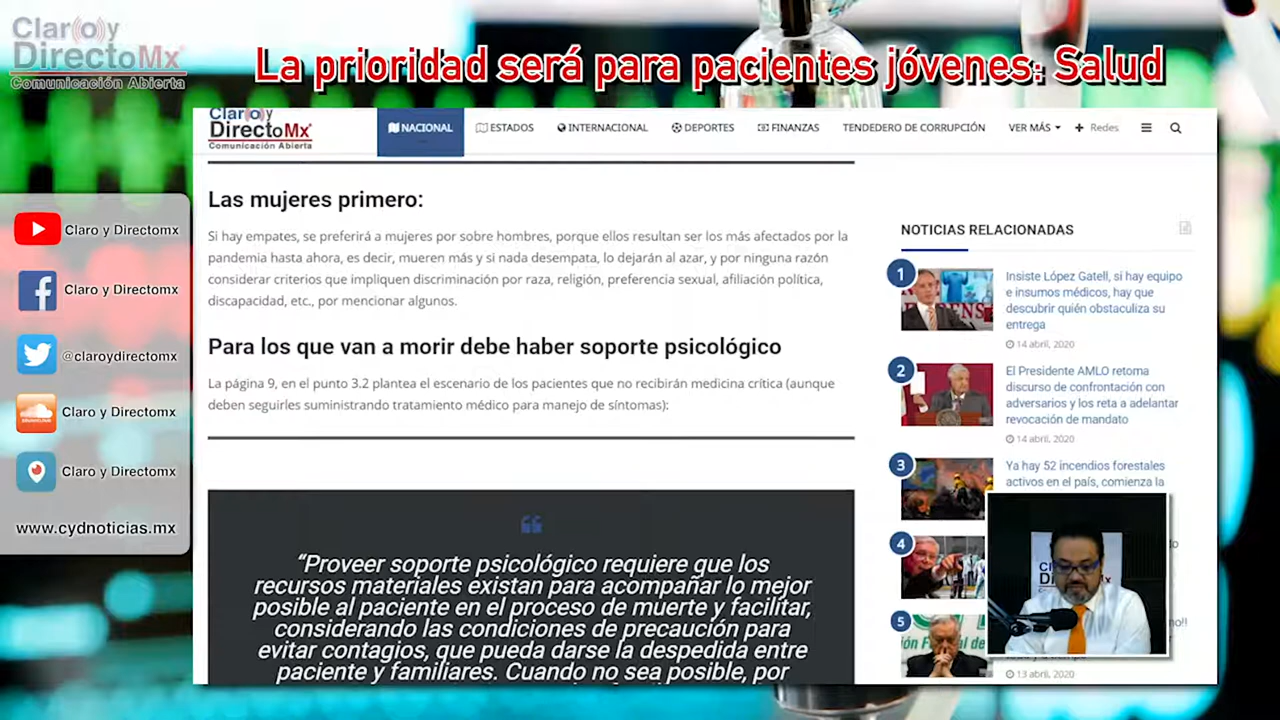 Claro y
DirectoMx
Comunicación Abierta
La prioridad será para pacientes jóvenes: Salud
Claro y
DirectoMx
Comunicación Abierta
NACIONAL
ESTADOS
INTERNACIONAL
DEPORTES
FINANZAS
TENDEDERO DE CORRUPCIÓN
VER MÁS
Redes
Claro y Directomx
Claro y Directomx
@claroydirectomx
Claro y Directomx
Claro y Directomx
www.cydnoticias.mx
Las mujeres primero:
Si hay empates, se preferirá a mujeres por sobre hombres, porque ellos resultan ser los más afectados por la
pandemia hasta ahora, es decir, mueren más y si nada desempata, lo dejarán al azar, y por ninguna razón
considerar criterios que impliquen discriminación por raza, religión, preferencia sexual, afiliación política,
discapacidad, etc., por mencionar algunos.
Para los que van a morir debe haber soporte psicológico
La página 9, en el punto 3.2 plantea el escenario de los pacientes que no recibirán medicina crítica (aunque
deben seguirles suministrando tratamiento médico para manejo de síntomas):
“Proveer soporte psicológico requiere que los
recursos materiales existan para acompañar lo mejor
posible al paciente en el proceso de muerte y facilitar,
considerando las condiciones de precaución para
evitar contagios, que pueda darse la despedida entre
paciente y familiares. Cuando no sea posible, por
NOTICIAS RELACIONADAS
1
Insiste López Gatell, si hay equipo
e insumos médicos, hay que
descubrir quién obstaculiza su
entrega
14 abril, 2020
2
El Presidente AMLO retoma
discurso de confrontación con
adversarios y los reta a adelantar
revocación de mandato
14 abril, 2020
3
Ya hay 52 incendios forestales
activos en el país, comienza la
4
5
13 abril, 2020